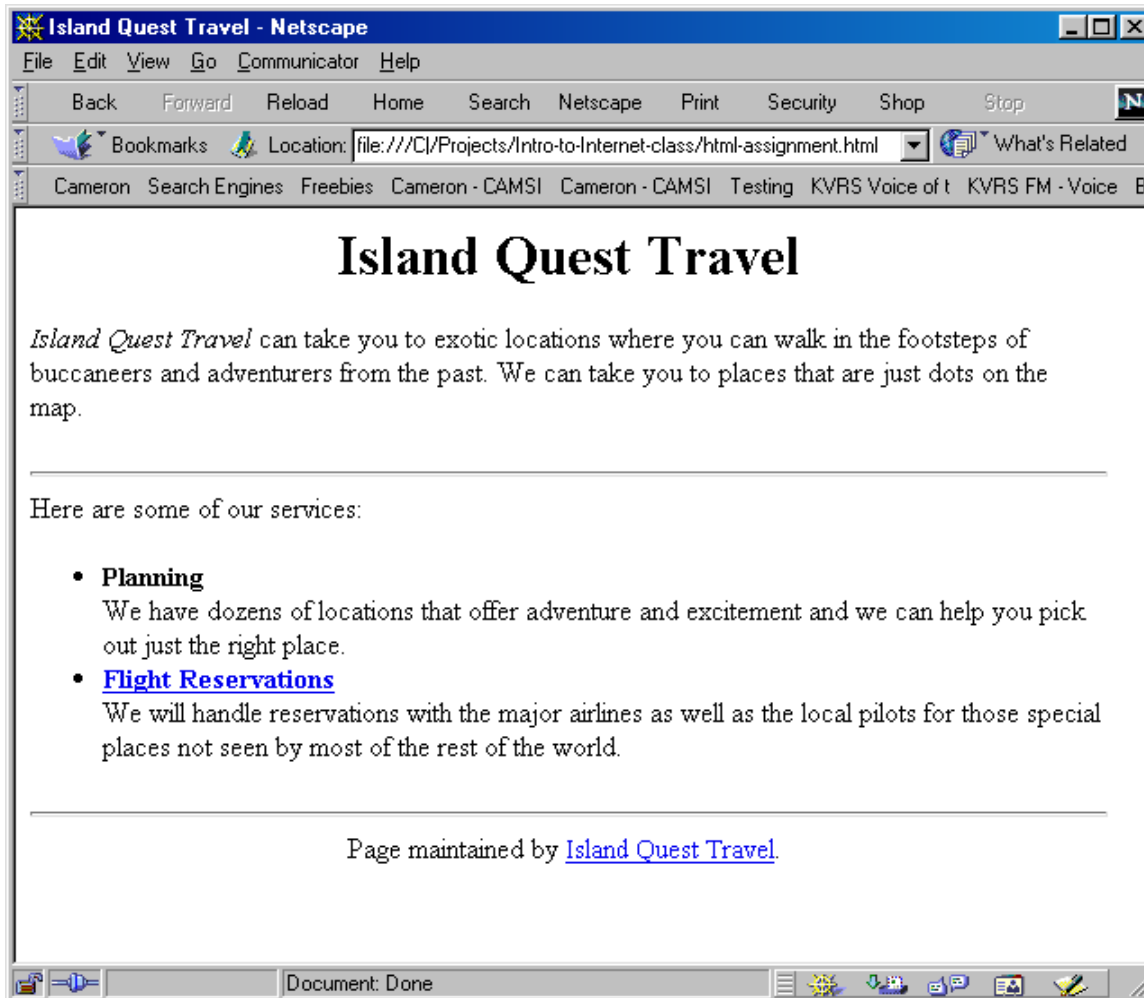 Island Quest Travel - Netscape
File Edit View Go Communicator Help
Back Forward Reload Home Search Netscape Print Security Shop Stop N
Bookmarks Location: file:///C|/Projects/Intro-to-Internet-class/html-assignment.html What's Related
Cameron Search Engines Freebies Cameron - CAMSI Cameron - CAMSI Testing KVRS Voice of t KVRS FM - Voice
Island Quest Travel
Island Quest Travel can take you to exotic locations where you can walk in the footsteps of
buccaneers and adventurers from the past. We can take you to places that are just dots on the
map.
Here are some of our services:
• Planning
We have dozens of locations that offer adventure and excitement and we can help you pick
out just the right place.
• Flight Reservations
We will handle reservations with the major airlines as well as the local pilots for those special
places not seen by most of the rest of the world.
Page maintained by Island Quest Travel.
Document: Done